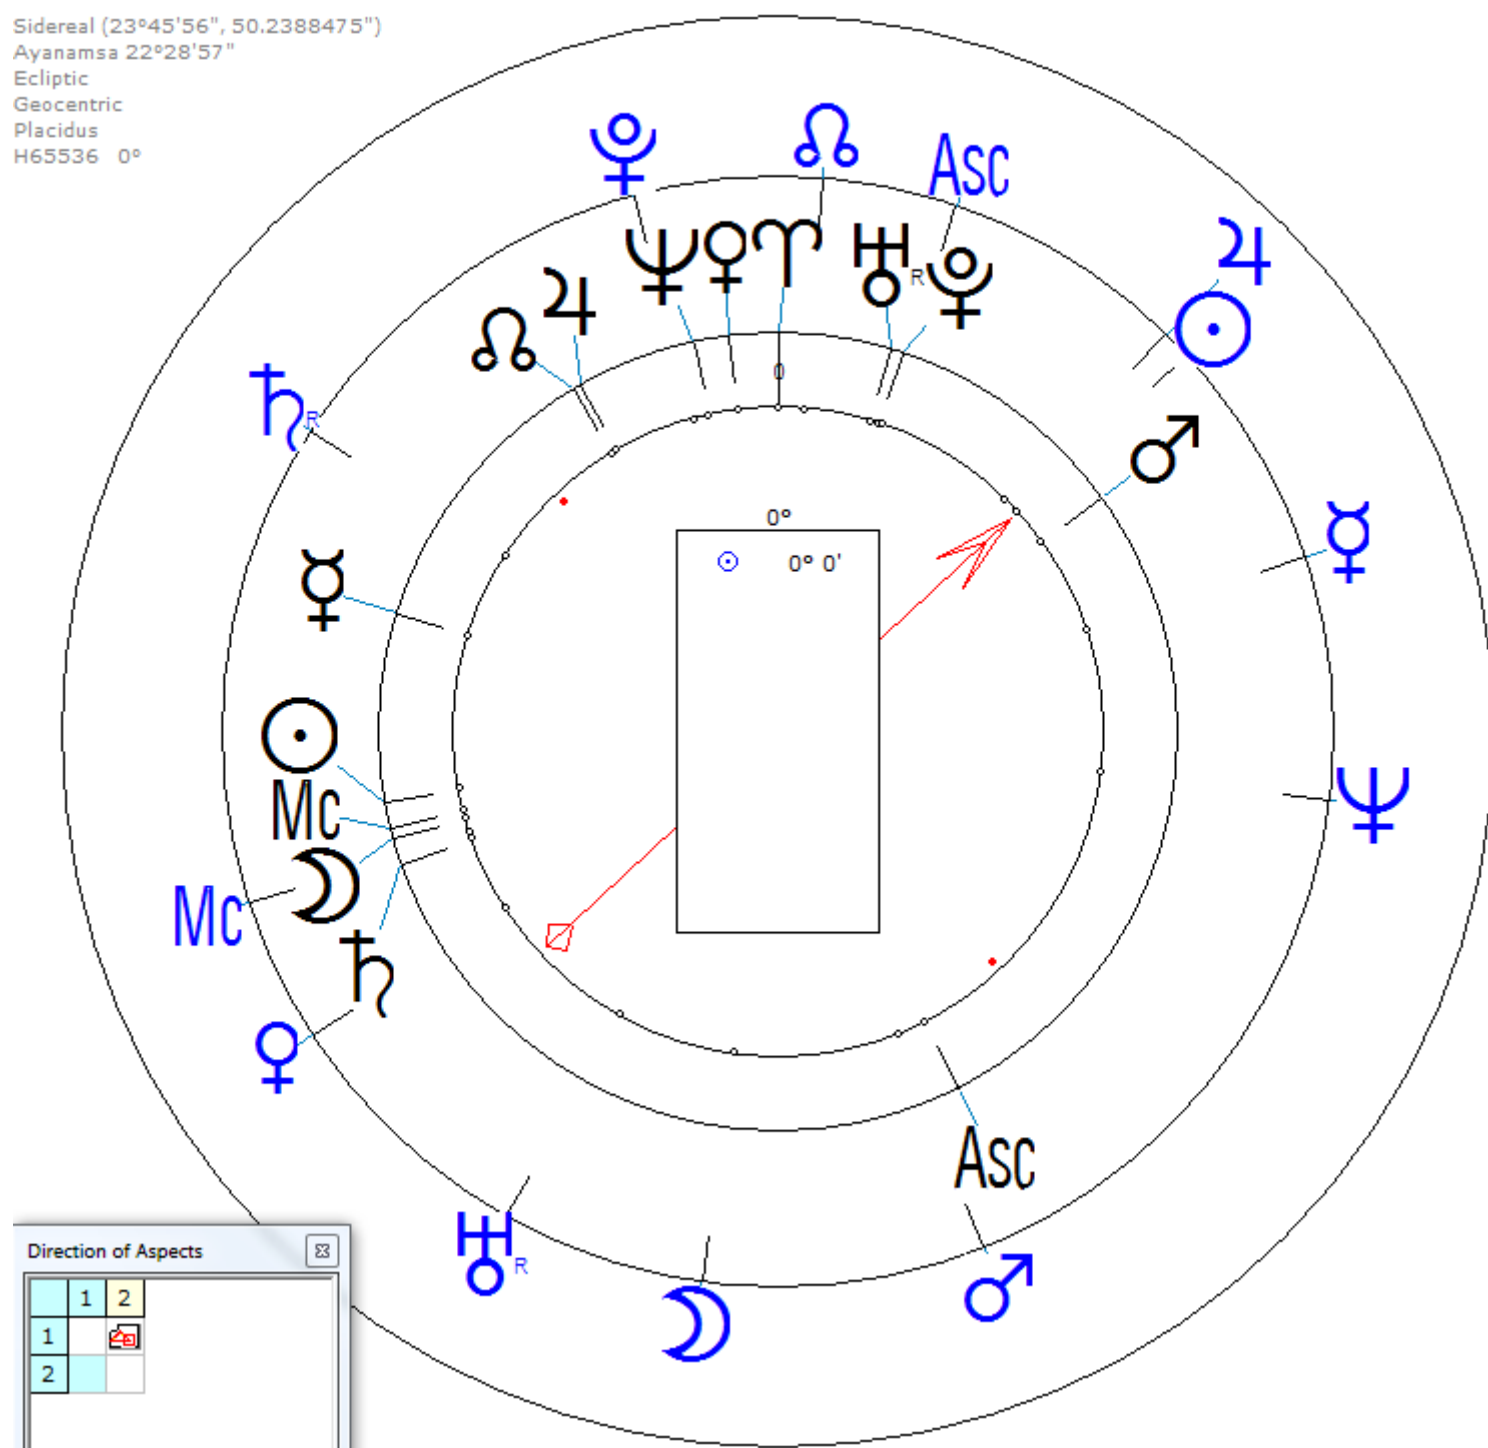 Sidereal (23°45'56", 50.2388475")
Ayanamsa 22°28'57"
Ecliptic
Geocentric
Placidus
H65536 0°
♇ ☊ Asc
♆ ♀ ♈ ♅ R ♇ ♃
☊ ♃ ☉
♄ R 0 ♂
0°
☉ 0° 0'
☿ ☿
☉
Mc ♆
☽
Mc
♄
♀
Asc
♅ R ☽ ♂
Direction of Aspects
1 2
1
2